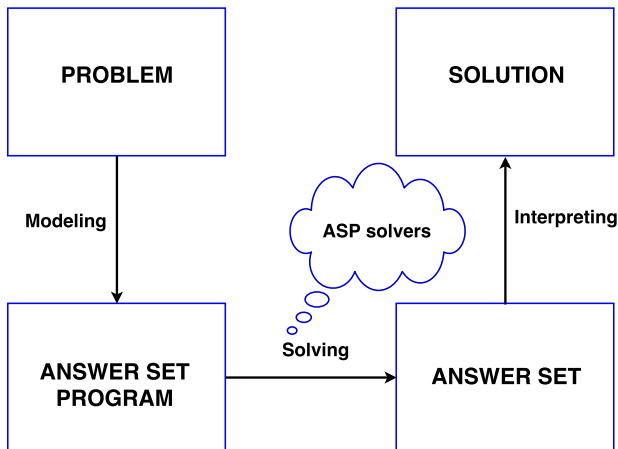 PROBLEM
SOLUTION
Modeling
ASP solvers
Interpreting
Solving
ANSWER SET
PROGRAM
ANSWER SET